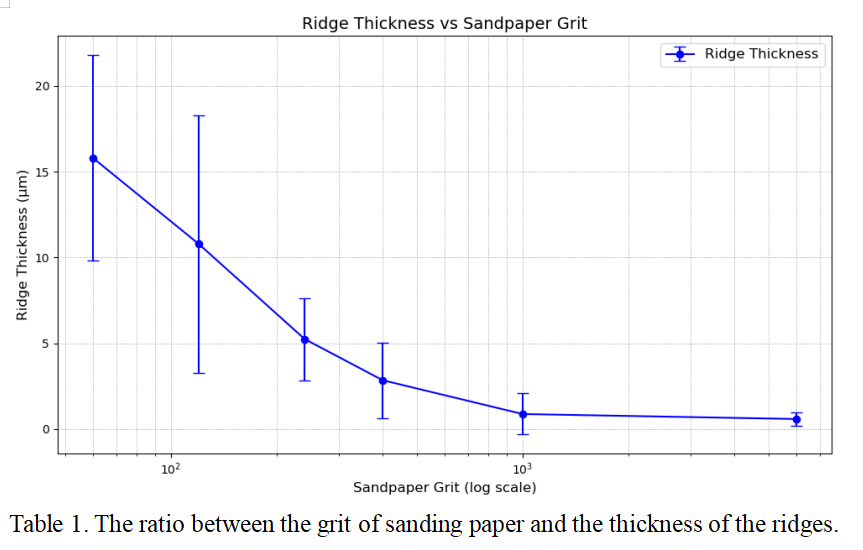 Ridge Thickness vs Sandpaper Grit
Ridge Thickness
Ridge Thickness (μm)
20
15
10
5
0
10²
10³
Sandpaper Grit (log scale)
Table 1. The ratio between the grit of sanding paper and the thickness of the ridges.